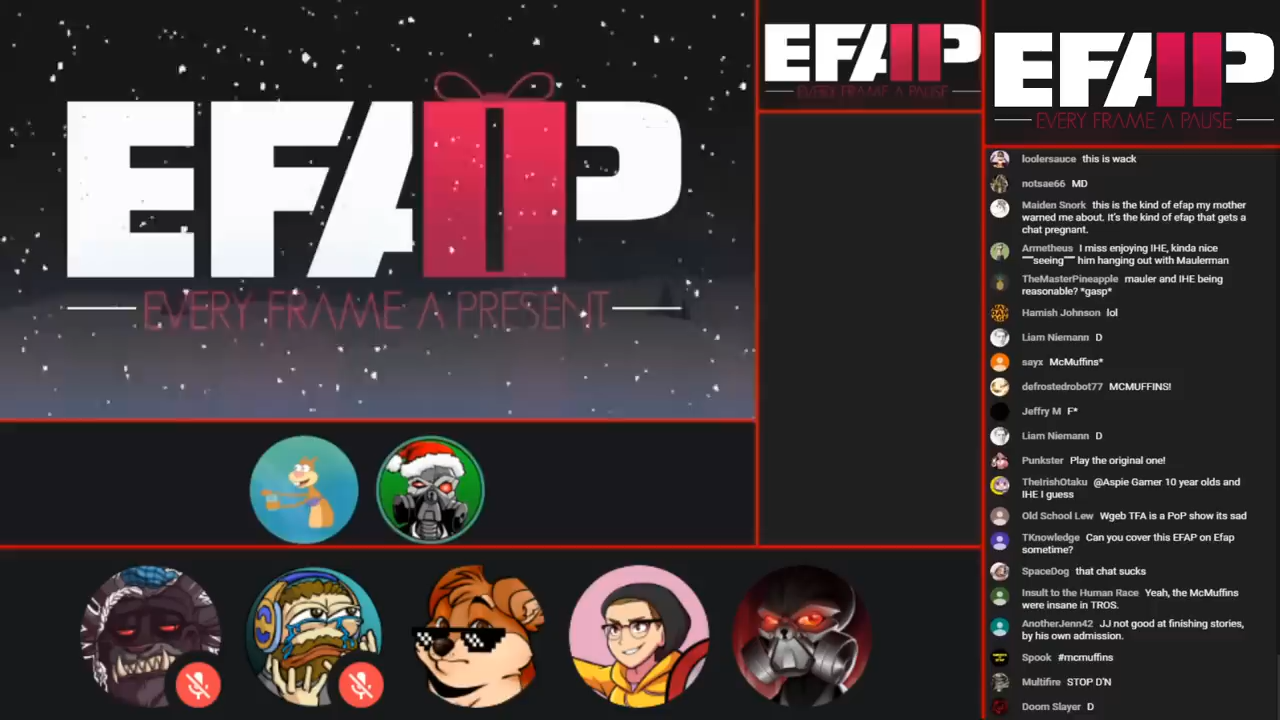 EFAP
EVERY FRAME A PRESENT
EFAP
EVERY FRAME A PAUSE
EFAP
EVERY FRAME A PAUSE
loolersauce this is wack
notsae66 MD
Maiden Snork this is the kind of efap my mother
warned me about. It's the kind of efap that gets a
chat pregnant.
Armetheus I miss enjoying IHE, kinda nice
"""seeing""" him hanging out with Maulerman
TheMasterPineapple mauler and IHE being
reasonable? *gasp*
Hamish Johnson lol
Liam Niemann D
sayx McMuffins*
defrostedrobot77 MCMUFFINS!
Jeffry M F*
Liam Niemann D
Punkster Play the original one!
TheIrishOtaku @Aspie Gamer 10 year olds and
IHE I guess
Old School Lew Wgeb TFA is a PoP show its sad
TKnowledge Can you cover this EFAP on Efap
sometime?
SpaceDog that chat sucks
Insult to the Human Race Yeah, the McMuffins
were insane in TROS.
AnotherJenn42 JJ not good at finishing stories,
by his own admission.
Spook #mcmuffins
Multifire STOP D'N
Doom Slayer D